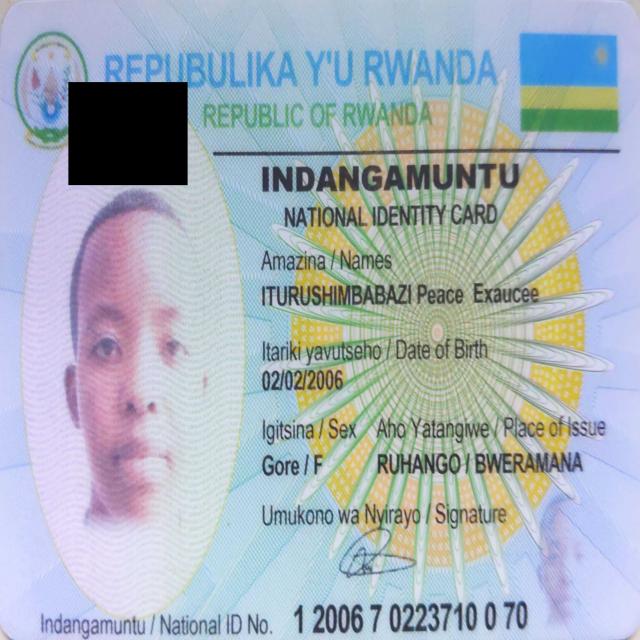 REPUBULIKA Y'U RWANDA
REPUBLIC OF RWANDA
INDANGAMUNTU
NATIONAL IDENTITY CARD
Amazina / Names
ITURUSHIMBABAZI Peace Exaucee
Itariki yavutseho / Date of Birth
02/02/2006
Igitsina / Sex Aho Yatangiwe / Place of Issue
Gore / F RUHANGO / BWERAMANA
Umukono wa Nyirayo / Signature
Indangamuntu / National ID No. 1 2006 7 0223710 0 70